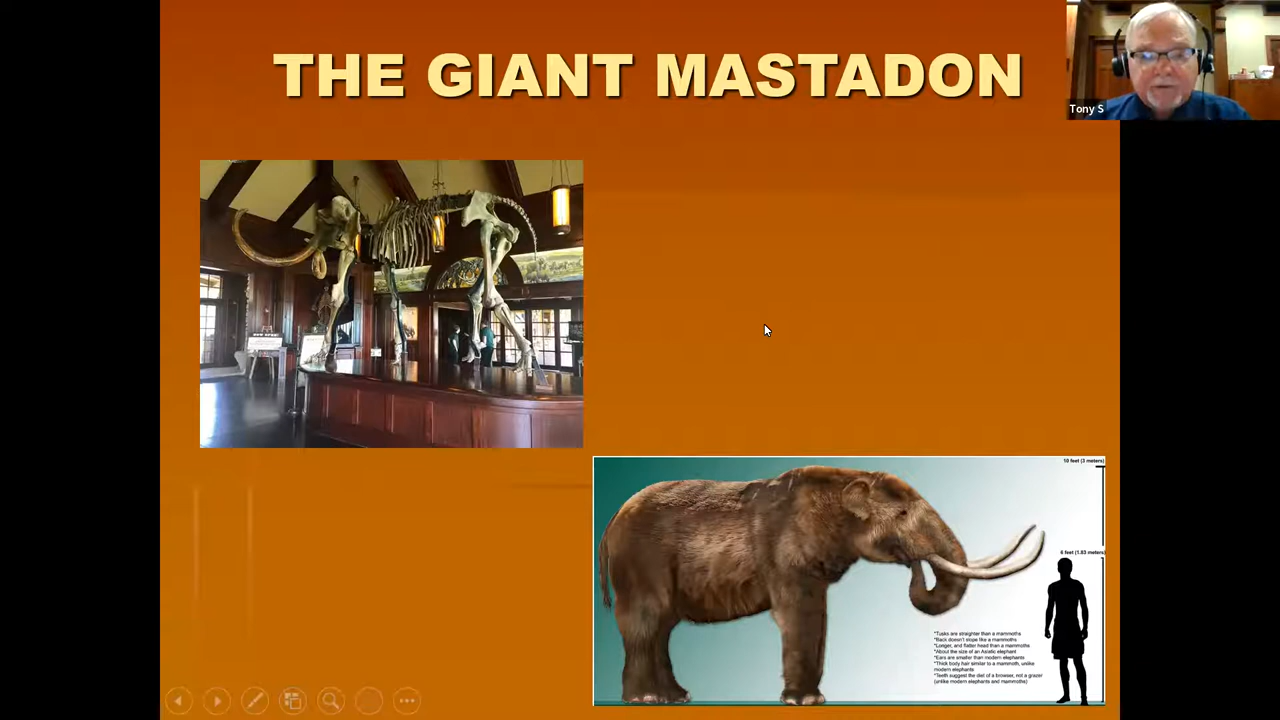 THE GIANT MASTADON
Tony S
10 feet (3 meters)
6 feet (1.83 meters)
*Tusks are straighter than a mammoths
*Back doesn't slope like a mammoths
*Longer, and flatter head than a mammoths
*About the size of an Asiatic elephant
*Ears are smaller than modern elephants
*Thick body hair similar to a mammoth, unlike
modern elephants
*Teeth suggest the diet of a browser, not a grazer
(unlike modern elephants and mammoths)